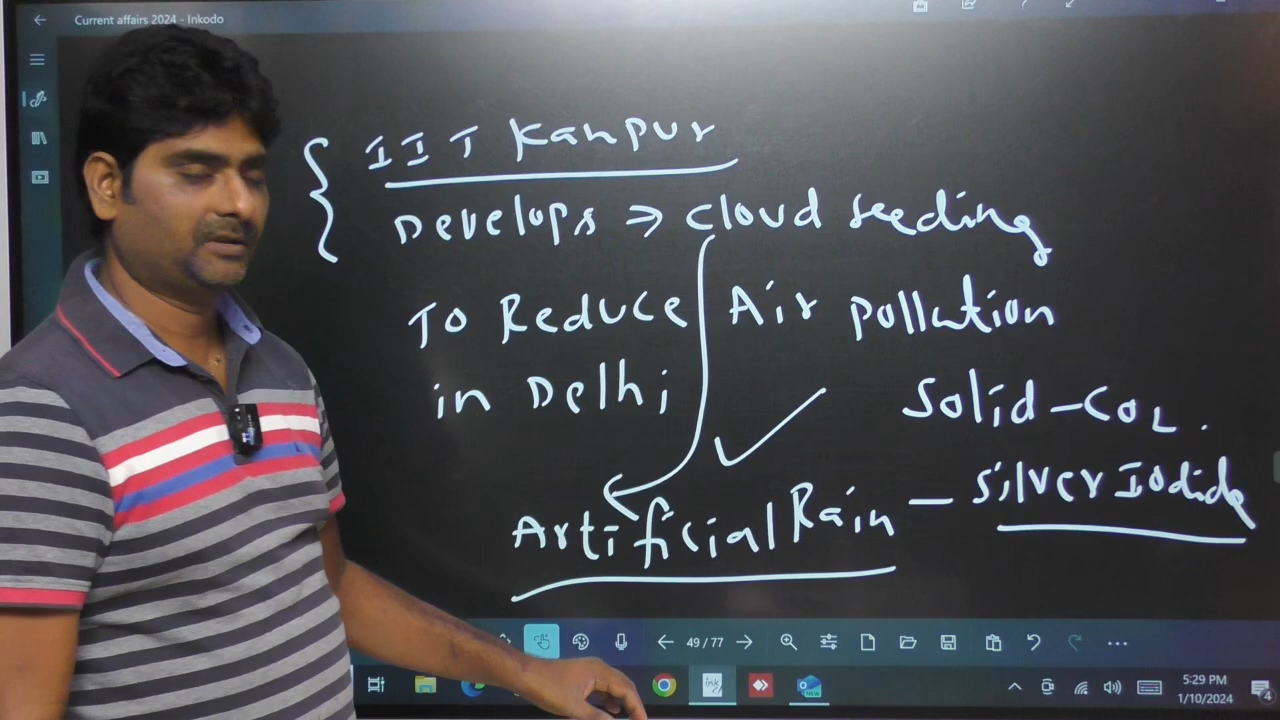 Current affairs 2024 - Inkodo
IIT Kanpur
Develops ⇒ cloud seeding
To Reduce Air pollution
in Delhi
Solid - CO2.
Artificial Rain - Silver Iodide
49 / 77
5:29 PM
1/10/2024